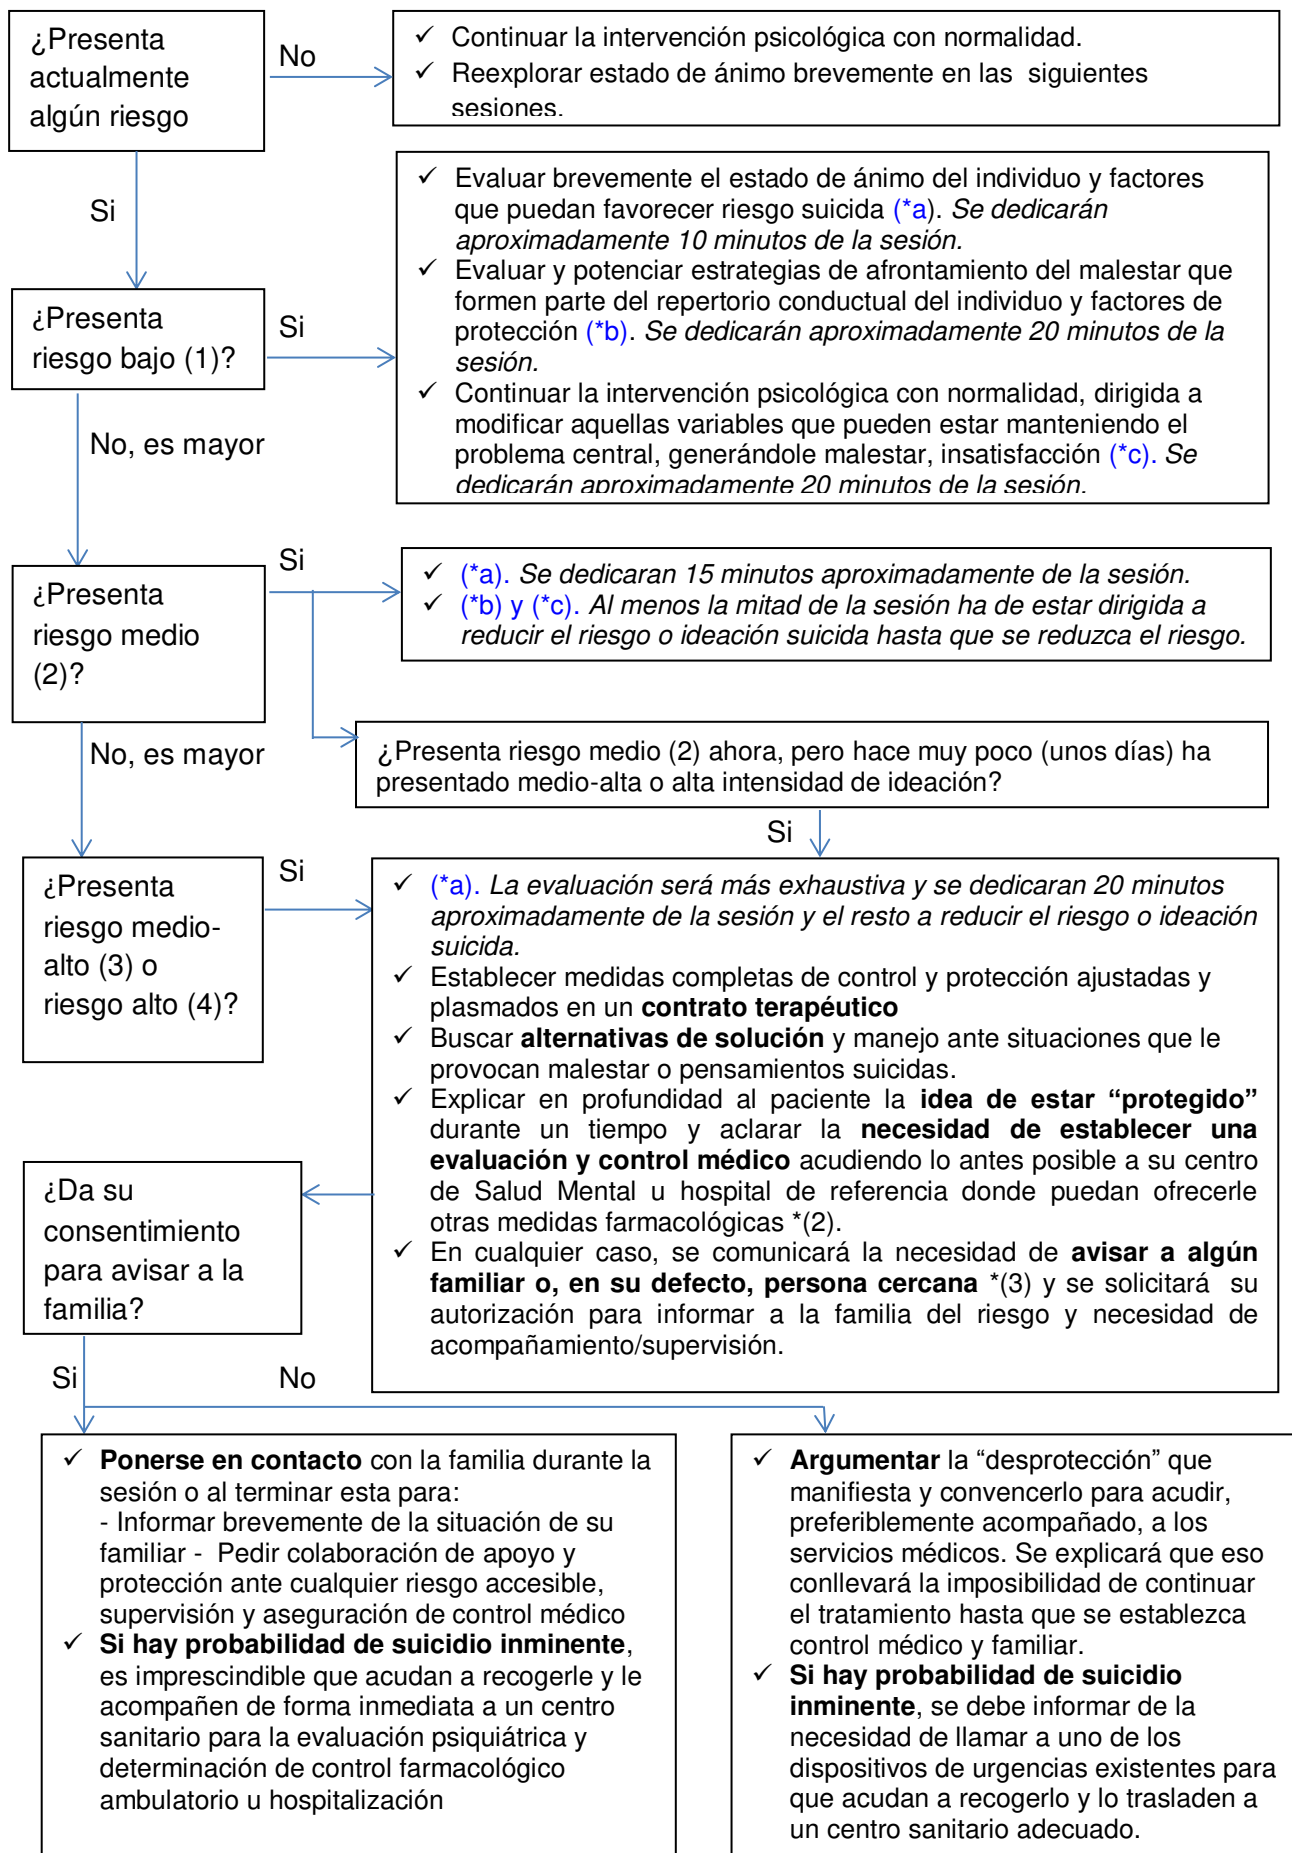 ¿Presenta
actualmente
algún riesgo
No
✓ Continuar la intervención psicológica con normalidad.
✓ Reexplorar estado de ánimo brevemente en las siguientes
sesiones.
Si
✓ Evaluar brevemente el estado de ánimo del individuo y factores
que puedan favorecer riesgo suicida (*a). Se dedicarán
aproximadamente 10 minutos de la sesión.
✓ Evaluar y potenciar estrategias de afrontamiento del malestar que
formen parte del repertorio conductual del individuo y factores de
protección (*b). Se dedicarán aproximadamente 20 minutos de la
sesión.
✓ Continuar la intervención psicológica con normalidad, dirigida a
modificar aquellas variables que pueden estar manteniendo el
problema central, generándole malestar, insatisfacción (*c). Se
dedicarán aproximadamente 20 minutos de la sesión.
¿Presenta
riesgo bajo (1)?
Si
No, es mayor
¿Presenta
riesgo medio
(2)?
Si
✓ (*a). Se dedicaran 15 minutos aproximadamente de la sesión.
✓ (*b) y (*c). Al menos la mitad de la sesión ha de estar dirigida a
reducir el riesgo o ideación suicida hasta que se reduzca el riesgo.
No, es mayor
¿Presenta riesgo medio (2) ahora, pero hace muy poco (unos días) ha
presentado medio-alta o alta intensidad de ideación?
Si
¿Presenta
riesgo medio-
alto (3) o
riesgo alto (4)?
Si
✓ (*a). La evaluación será más exhaustiva y se dedicaran 20 minutos
aproximadamente de la sesión y el resto a reducir el riesgo o ideación
suicida.
✓ Establecer medidas completas de control y protección ajustadas y
plasmados en un contrato terapéutico
✓ Buscar alternativas de solución y manejo ante situaciones que le
provocan malestar o pensamientos suicidas.
✓ Explicar en profundidad al paciente la idea de estar “protegido”
durante un tiempo y aclarar la necesidad de establecer una
evaluación y control médico acudiendo lo antes posible a su centro
de Salud Mental u hospital de referencia donde puedan ofrecerle
otras medidas farmacológicas *(2).
✓ En cualquier caso, se comunicará la necesidad de avisar a algún
familiar o, en su defecto, persona cercana *(3) y se solicitará su
autorización para informar a la familia del riesgo y necesidad de
acompañamiento/supervisión.
¿Da su
consentimiento
para avisar a la
familia?
Si
No
✓ Ponerse en contacto con la familia durante la
sesión o al terminar esta para:
- Informar brevemente de la situación de su
familiar - Pedir colaboración de apoyo y
protección ante cualquier riesgo accesible,
supervisión y aseguración de control médico
✓ Si hay probabilidad de suicidio inminente,
es imprescindible que acudan a recogerle y le
acompañen de forma inmediata a un centro
sanitario para la evaluación psiquiátrica y
determinación de control farmacológico
ambulatorio u hospitalización
✓ Argumentar la “desprotección” que
manifiesta y convencerlo para acudir,
preferiblemente acompañado, a los
servicios médicos. Se explicará que eso
conllevará la imposibilidad de continuar
el tratamiento hasta que se establezca
control médico y familiar.
✓ Si hay probabilidad de suicidio
inminente, se debe informar de la
necesidad de llamar a uno de los
dispositivos de urgencias existentes para
que acudan a recogerlo y lo trasladen a
un centro sanitario adecuado.